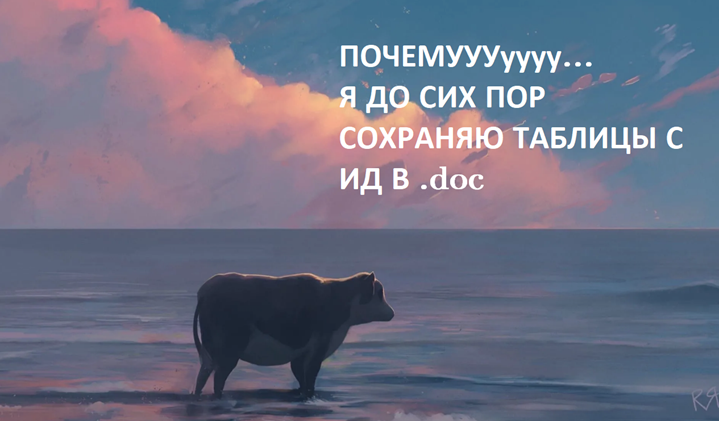 ПОЧЕМУУУуууу...
Я ДО СИХ ПОР
СОХРАНЯЮ ТАБЛИЦЫ С
ИД В .doc